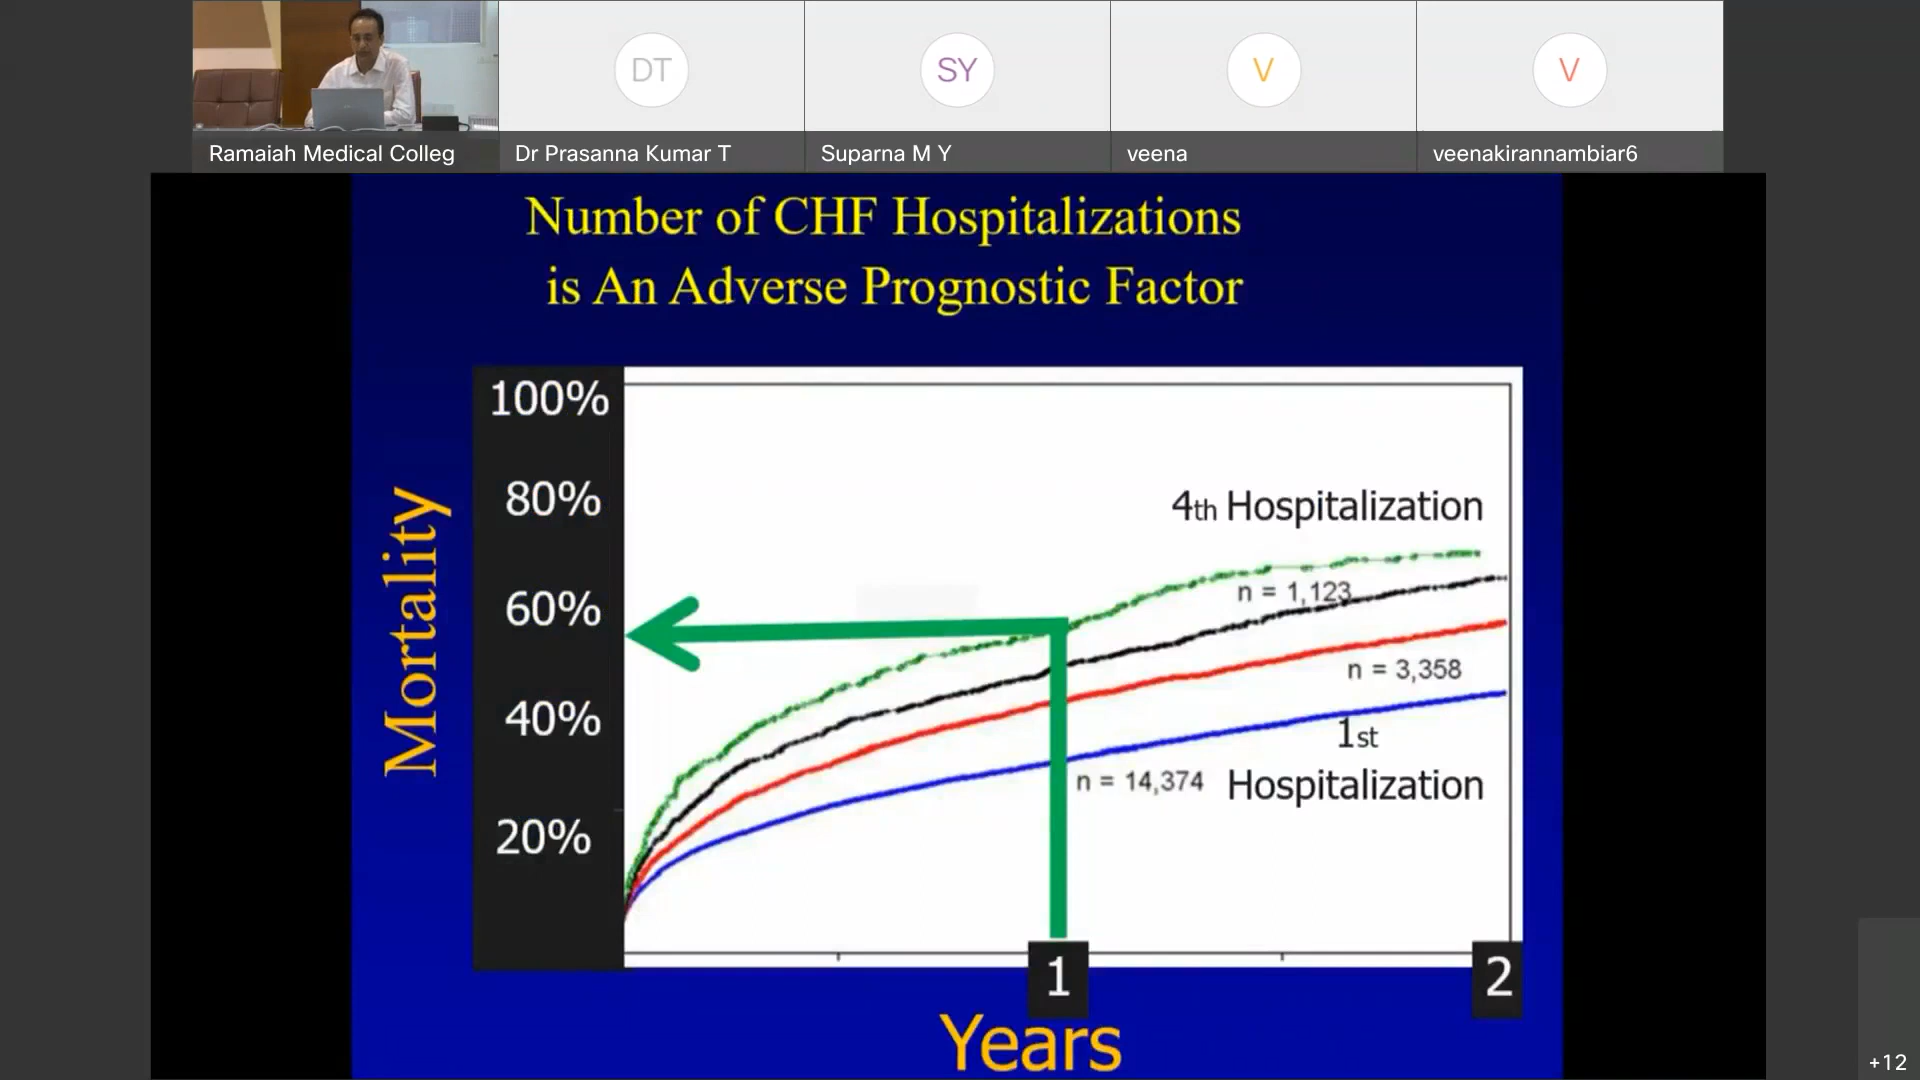 DT
SY
V
V
Ramaiah Medical Colleg
Dr Prasanna Kumar T
Suparna M Y
veena
veenakirannambiar6
Number of CHF Hospitalizations
is An Adverse Prognostic Factor
Mortality
100%
80%
60%
40%
20%
4th Hospitalization
n = 1,123
n = 3,358
1st
Hospitalization
n = 14,374
1
2
Years
+12